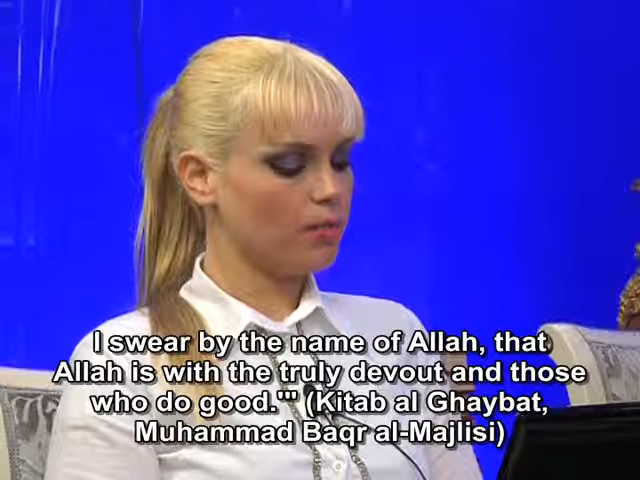 I swear by the name of Allah, that
Allah is with the truly devout and those
who do good.'" (Kitab al Ghaybat,
Muhammad Baqr al-Majlisi)